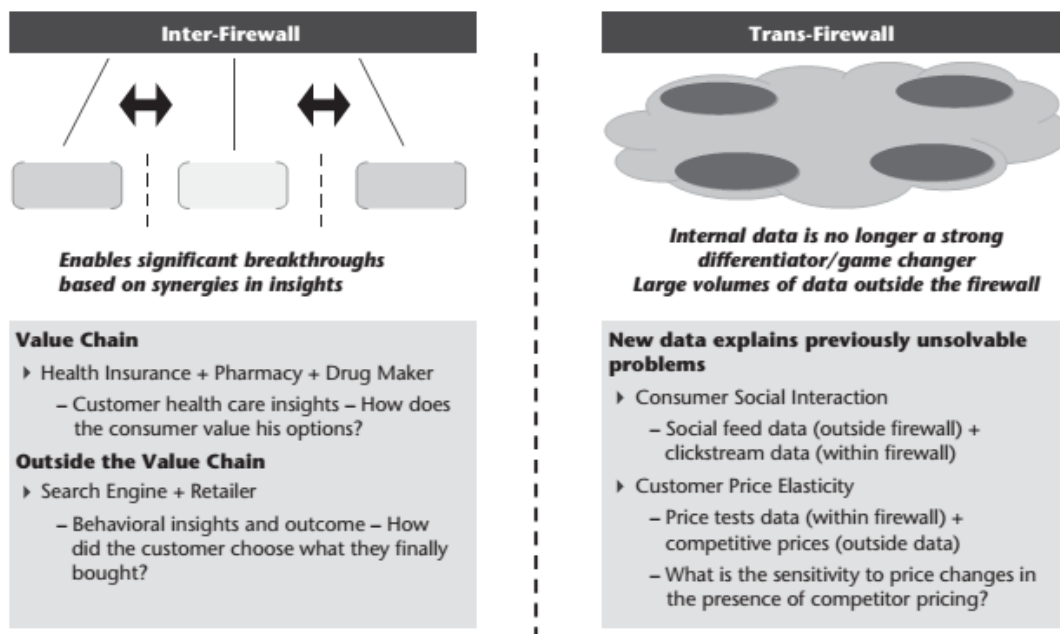 Inter-Firewall
Enables significant breakthroughs
based on synergies in insights
Value Chain
Health Insurance + Pharmacy + Drug Maker
– Customer health care insights – How does
the consumer value his options?
Outside the Value Chain
Search Engine + Retailer
– Behavioral insights and outcome – How
did the customer choose what they finally
bought?
Trans-Firewall
Internal data is no longer a strong
differentiator/game changer
Large volumes of data outside the firewall
New data explains previously unsolvable
problems
Consumer Social Interaction
– Social feed data (outside firewall) +
clickstream data (within firewall)
Customer Price Elasticity
– Price tests data (within firewall) +
competitive prices (outside data)
– What is the sensitivity to price changes in
the presence of competitor pricing?